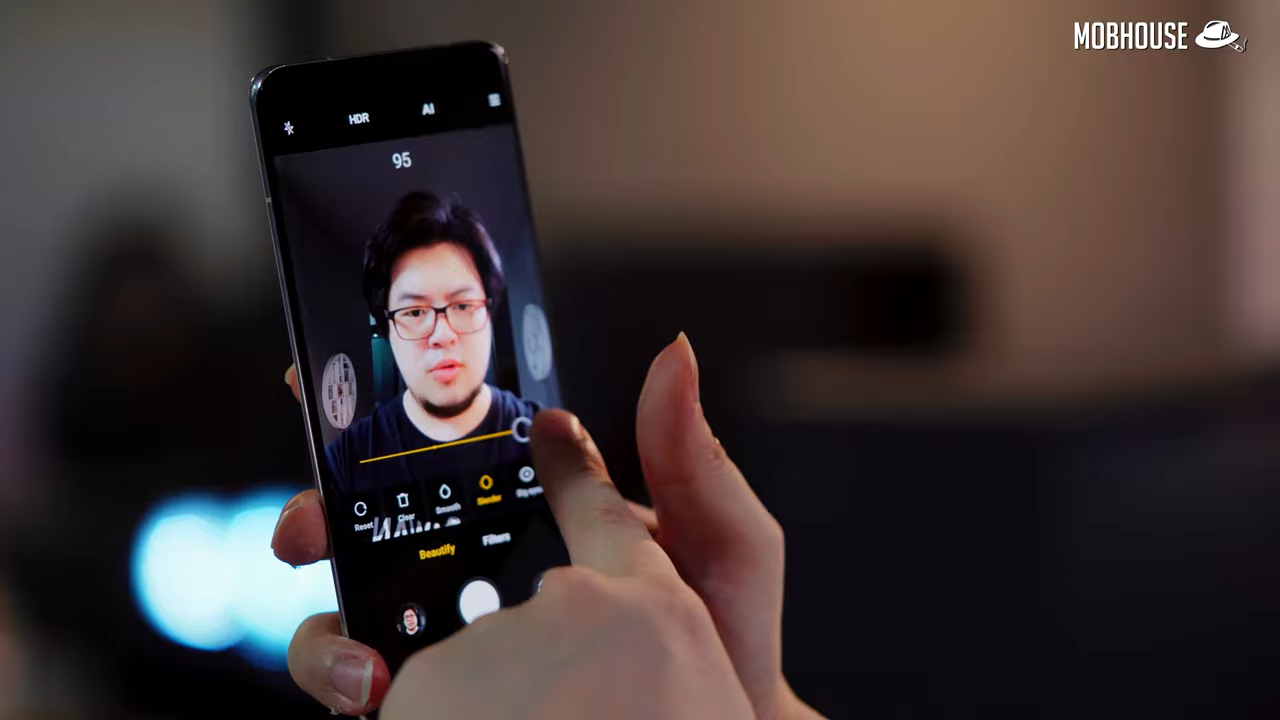 MOBHOUSE
HDR AI
95
Reset Clear Smooth Slender
Beautify Filters